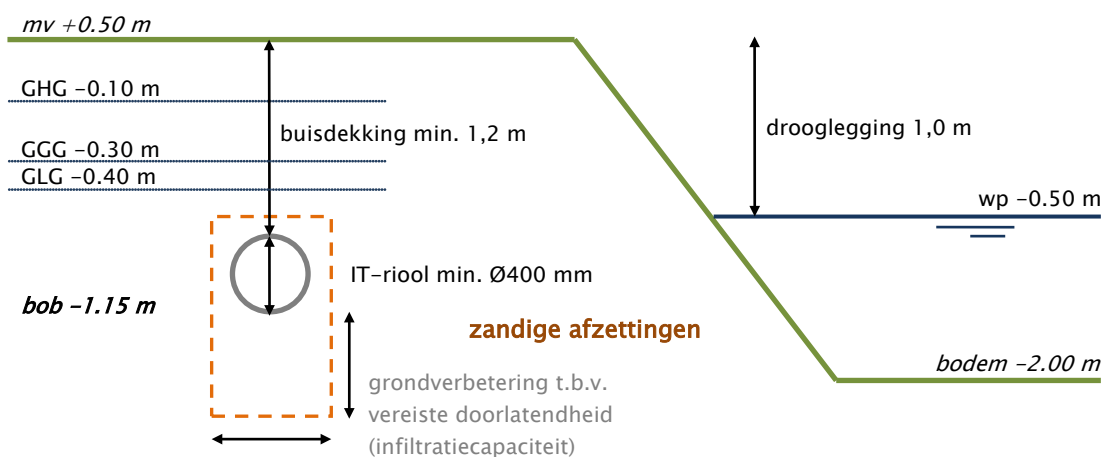 mv +0.50 m
GHG -0.10 m
buisdekking min. 1,2 m
drooglegging 1,0 m
GGG -0.30 m
GLG -0.40 m
wp -0.50 m
IT-riool min. Ø400 mm
bob -1.15 m
zandige afzettingen
bodem -2.00 m
grondverbetering t.b.v.
vereiste doorlatendheid
(infiltratiecapaciteit)